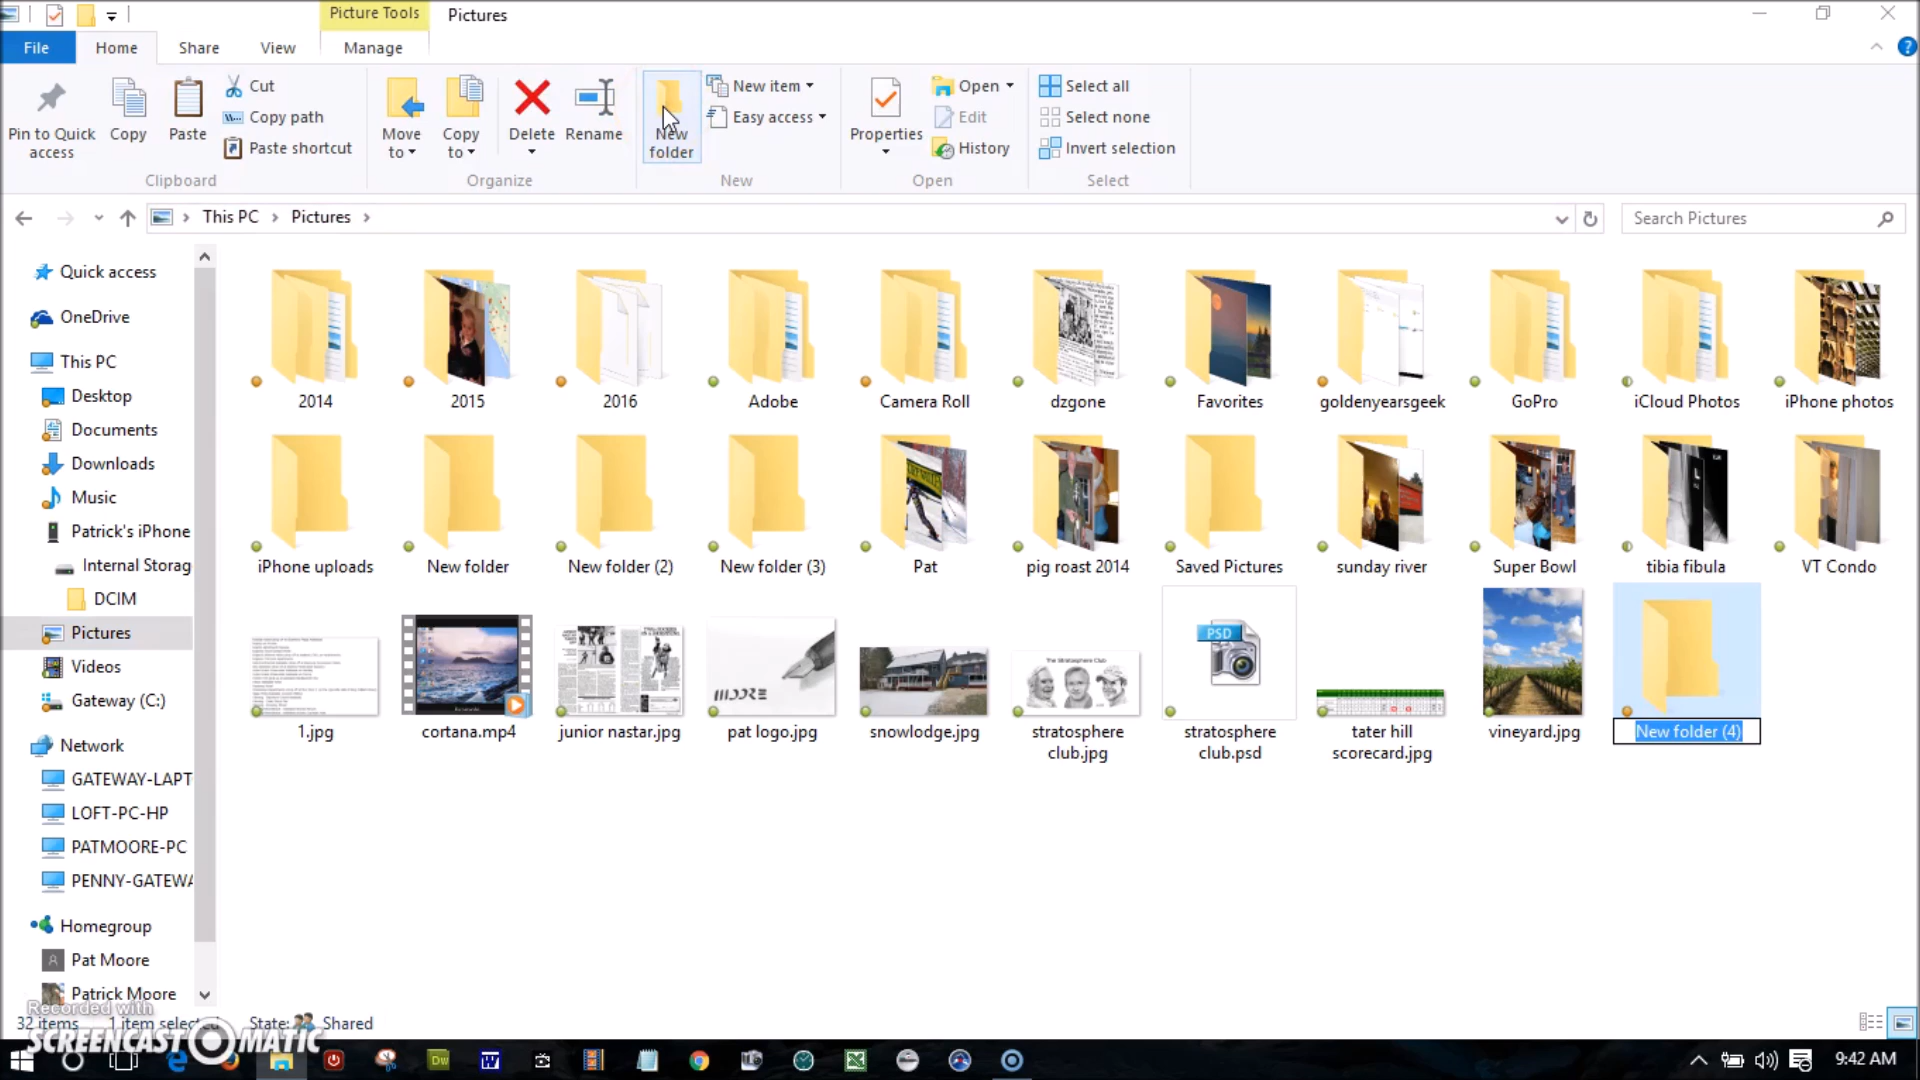 Picture Tools
Pictures
File
Home
Share
View
Manage
Pin to Quick access
Copy
Paste
Cut
Copy path
Paste shortcut
Clipboard
Move to
Copy to
Delete
Rename
Organize
New folder
New item
Easy access
New
Properties
Open
Edit
History
Open
Select all
Select none
Invert selection
Select
This PC
Pictures
Search Pictures
Quick access
OneDrive
This PC
Desktop
Documents
Downloads
Music
Patrick's iPhone
Internal Storag
DCIM
Pictures
Videos
Gateway (C:)
Network
GATEWAY-LAPT
LOFT-PC-HP
PATMOORE-PC
PENNY-GATEWA
Homegroup
Pat Moore
Patrick Moore
2014
2015
2016
Adobe
Camera Roll
dzgone
Favorites
goldenyearsgeek
GoPro
iCloud Photos
iPhone photos
iPhone uploads
New folder
New folder (2)
New folder (3)
Pat
pig roast 2014
Saved Pictures
sunday river
Super Bowl
tibia fibula
VT Condo
The Stratosphere Club
PSD
1.jpg
cortana.mp4
junior nastar.jpg
pat logo.jpg
snowlodge.jpg
stratosphere club.jpg
stratosphere club.psd
tater hill scorecard.jpg
vineyard.jpg
New folder (4)
Recorded with
SCREENCAST MATIC
32 items
1 item selected
State:
Shared
Dw
9:42 AM